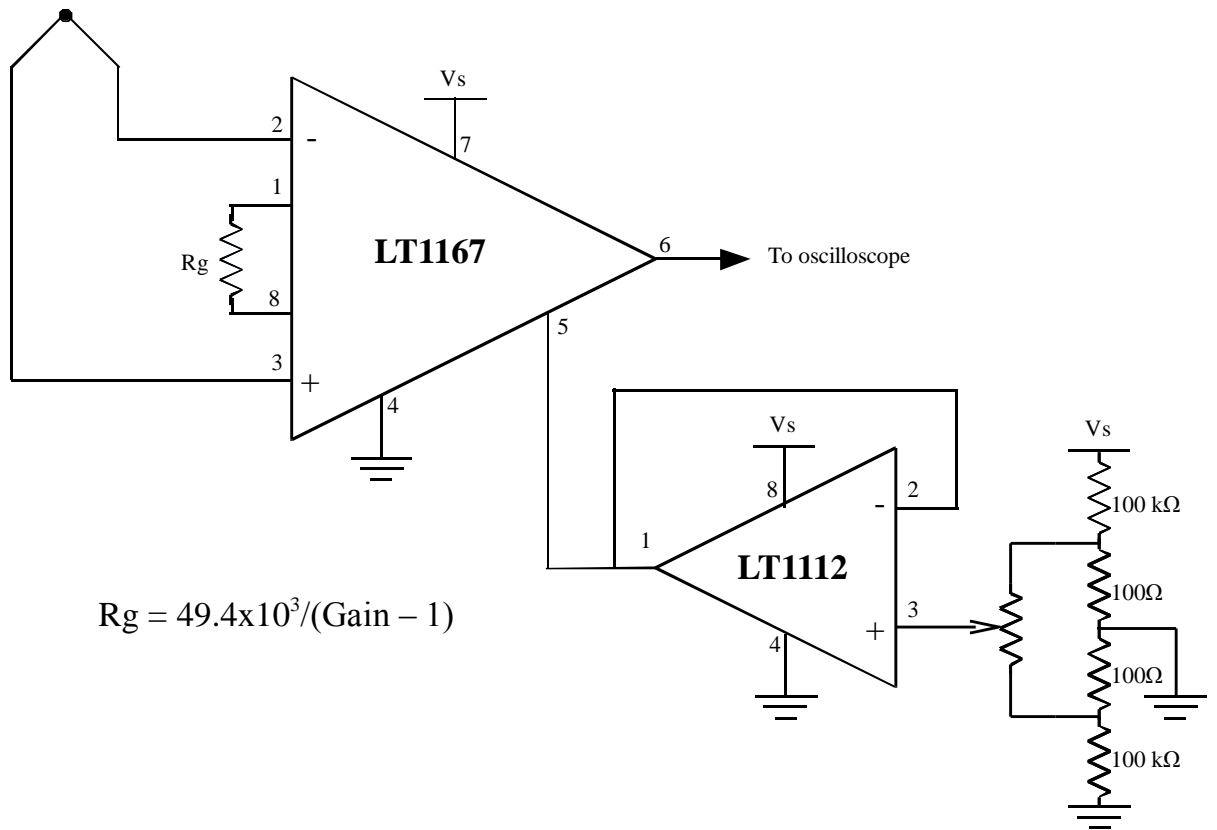 Vs
2
-
7
1
LT1167
6
To oscilloscope
Rg
8
5
3
+
4
Vs
Vs
8
2
-
100 kΩ
1
LT1112
100Ω
Rg = 49.4x10³/(Gain – 1)
3
+
4
100Ω
100 kΩ